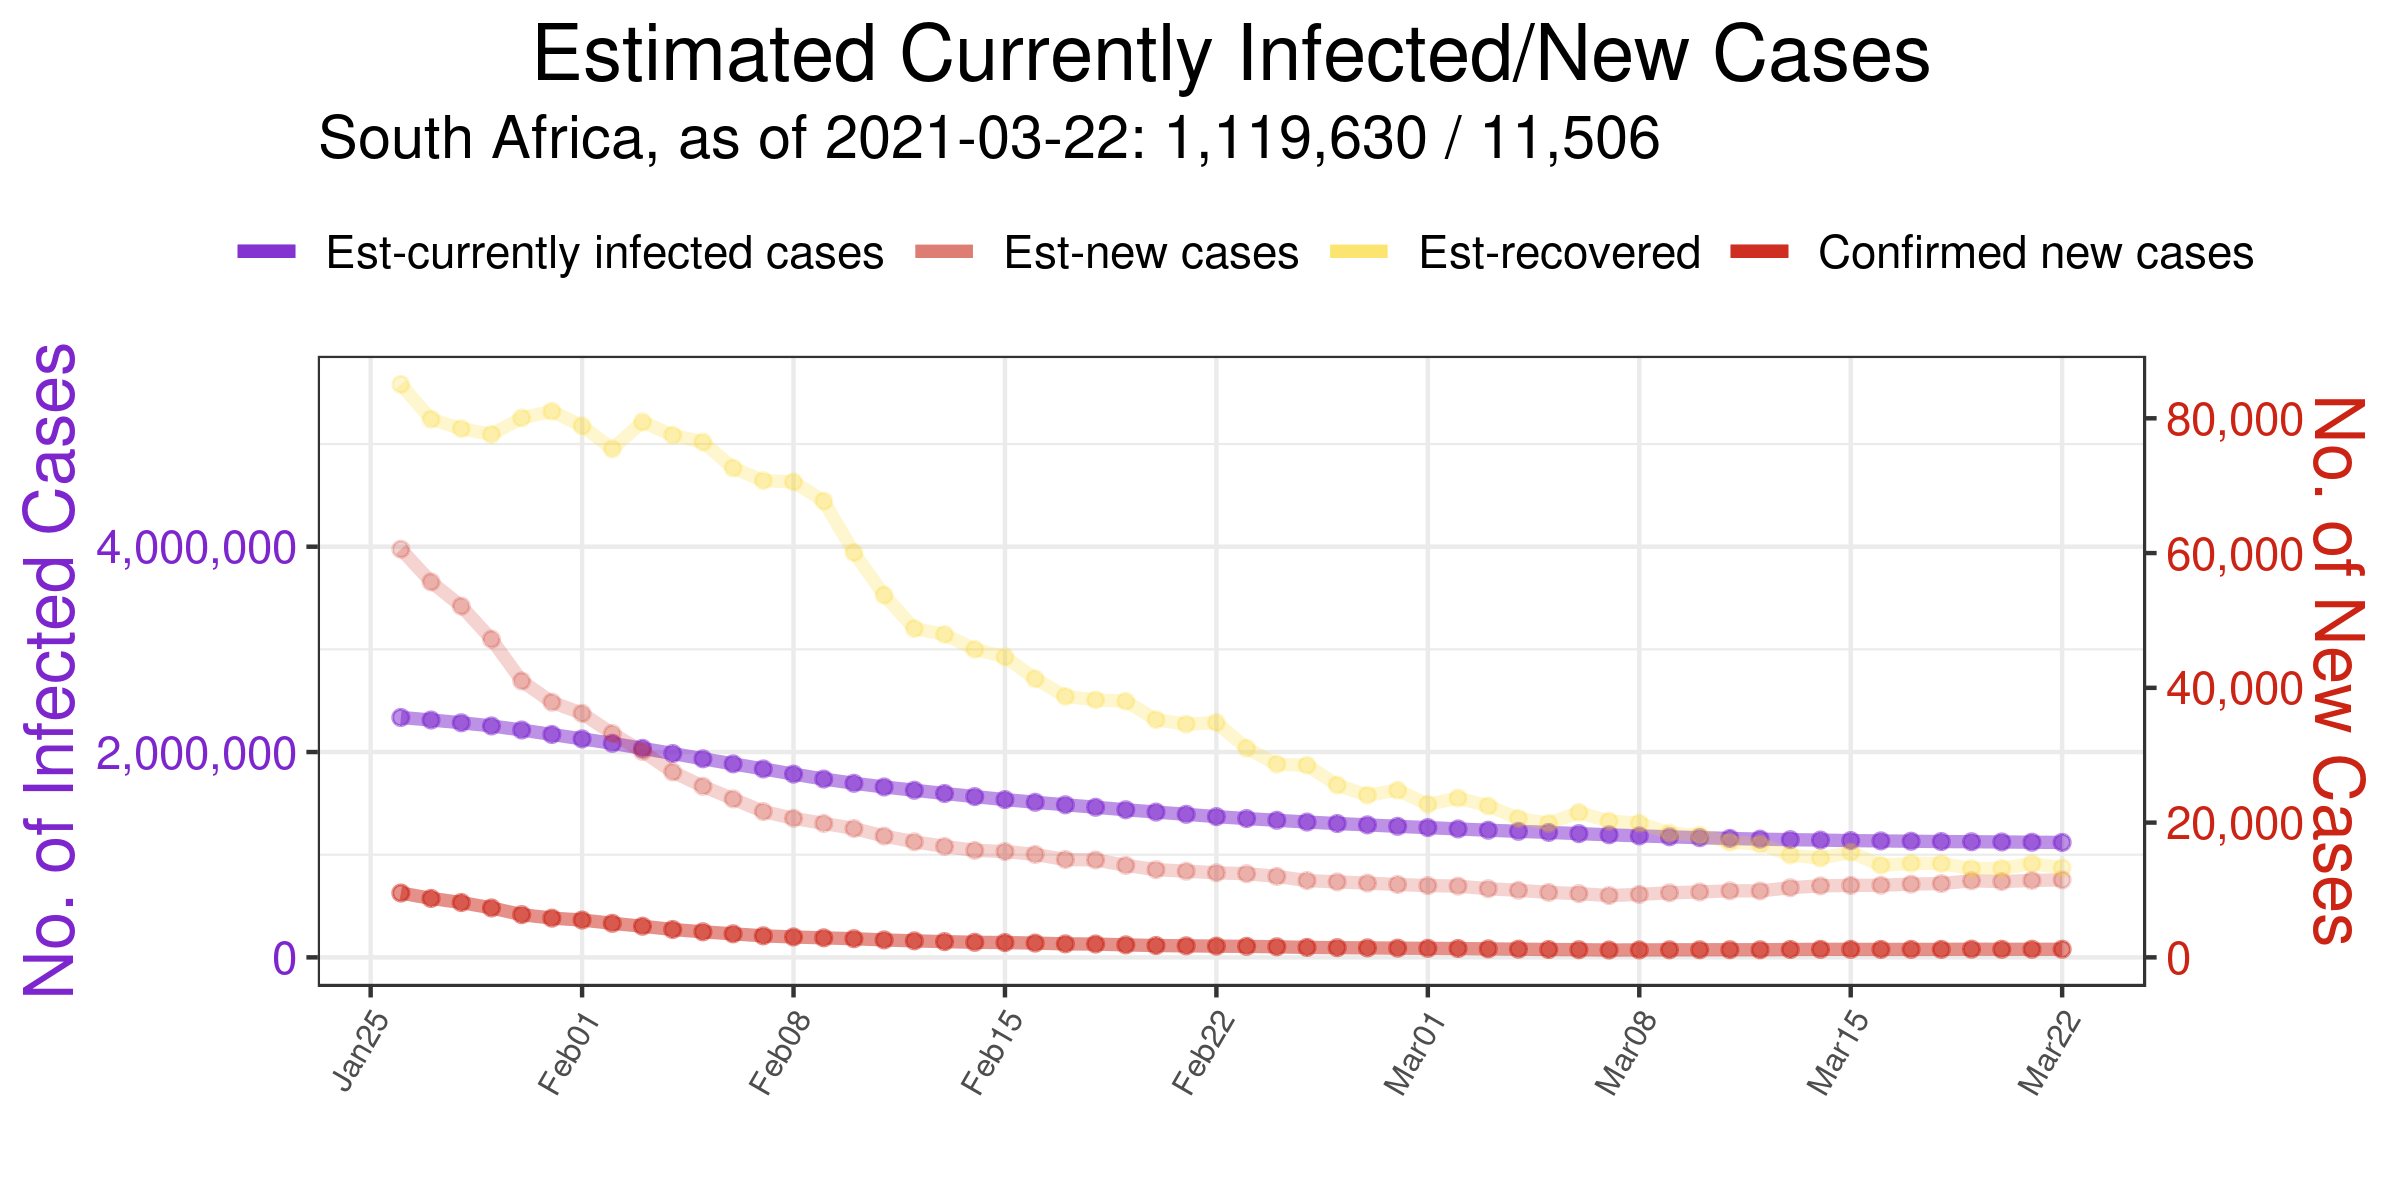 Estimated Currently Infected/New Cases
South Africa, as of 2021-03-22: 1,119,630 / 11,506
Est-currently infected cases Est-new cases Est-recovered Confirmed new cases
No. of Infected Cases
4,000,000
2,000,000
0
80,000
60,000
40,000
20,000
0
No. of New Cases
Jan25 Feb01 Feb08 Feb15 Feb22 Mar01 Mar08 Mar15 Mar22